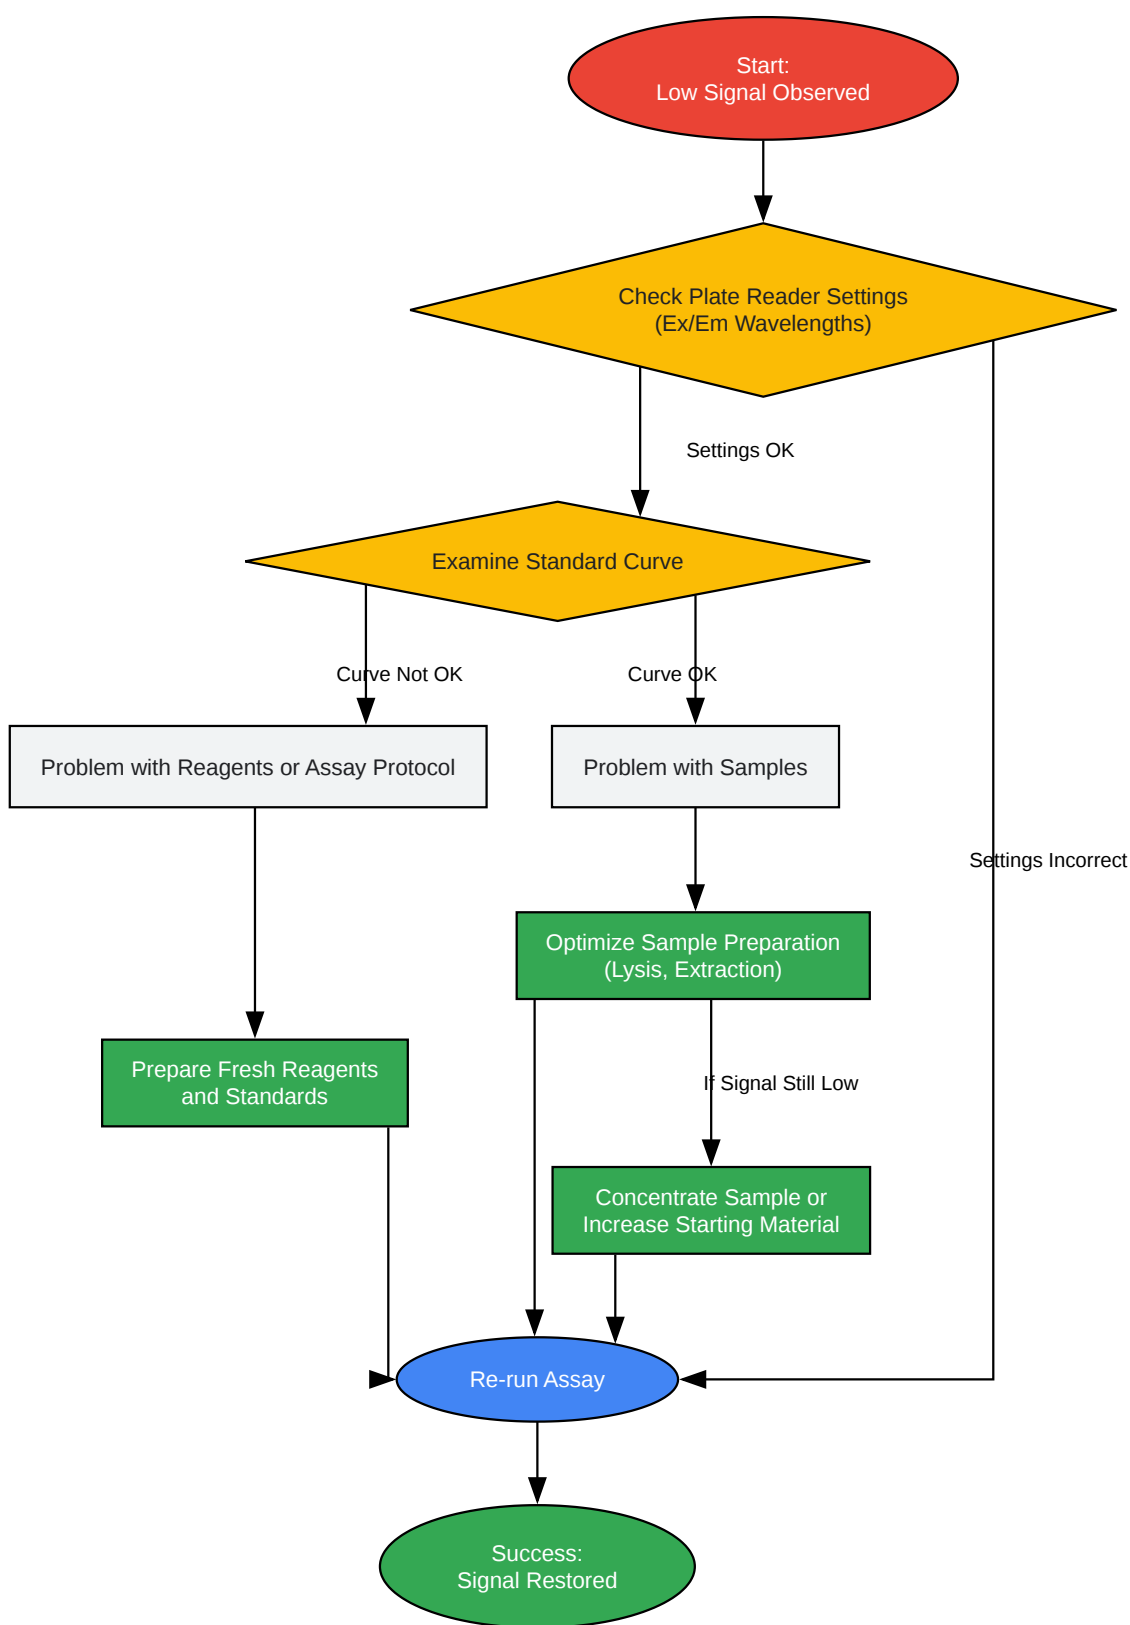 Start:
Low Signal Observed
Check Plate Reader Settings
(Ex/Em Wavelengths)
Settings OK
Examine Standard Curve
Curve Not OK
Curve OK
Problem with Reagents or Assay Protocol
Problem with Samples
Settings Incorrect
Optimize Sample Preparation
(Lysis, Extraction)
Prepare Fresh Reagents
and Standards
If Signal Still Low
Concentrate Sample or
Increase Starting Material
Re-run Assay
Success:
Signal Restored